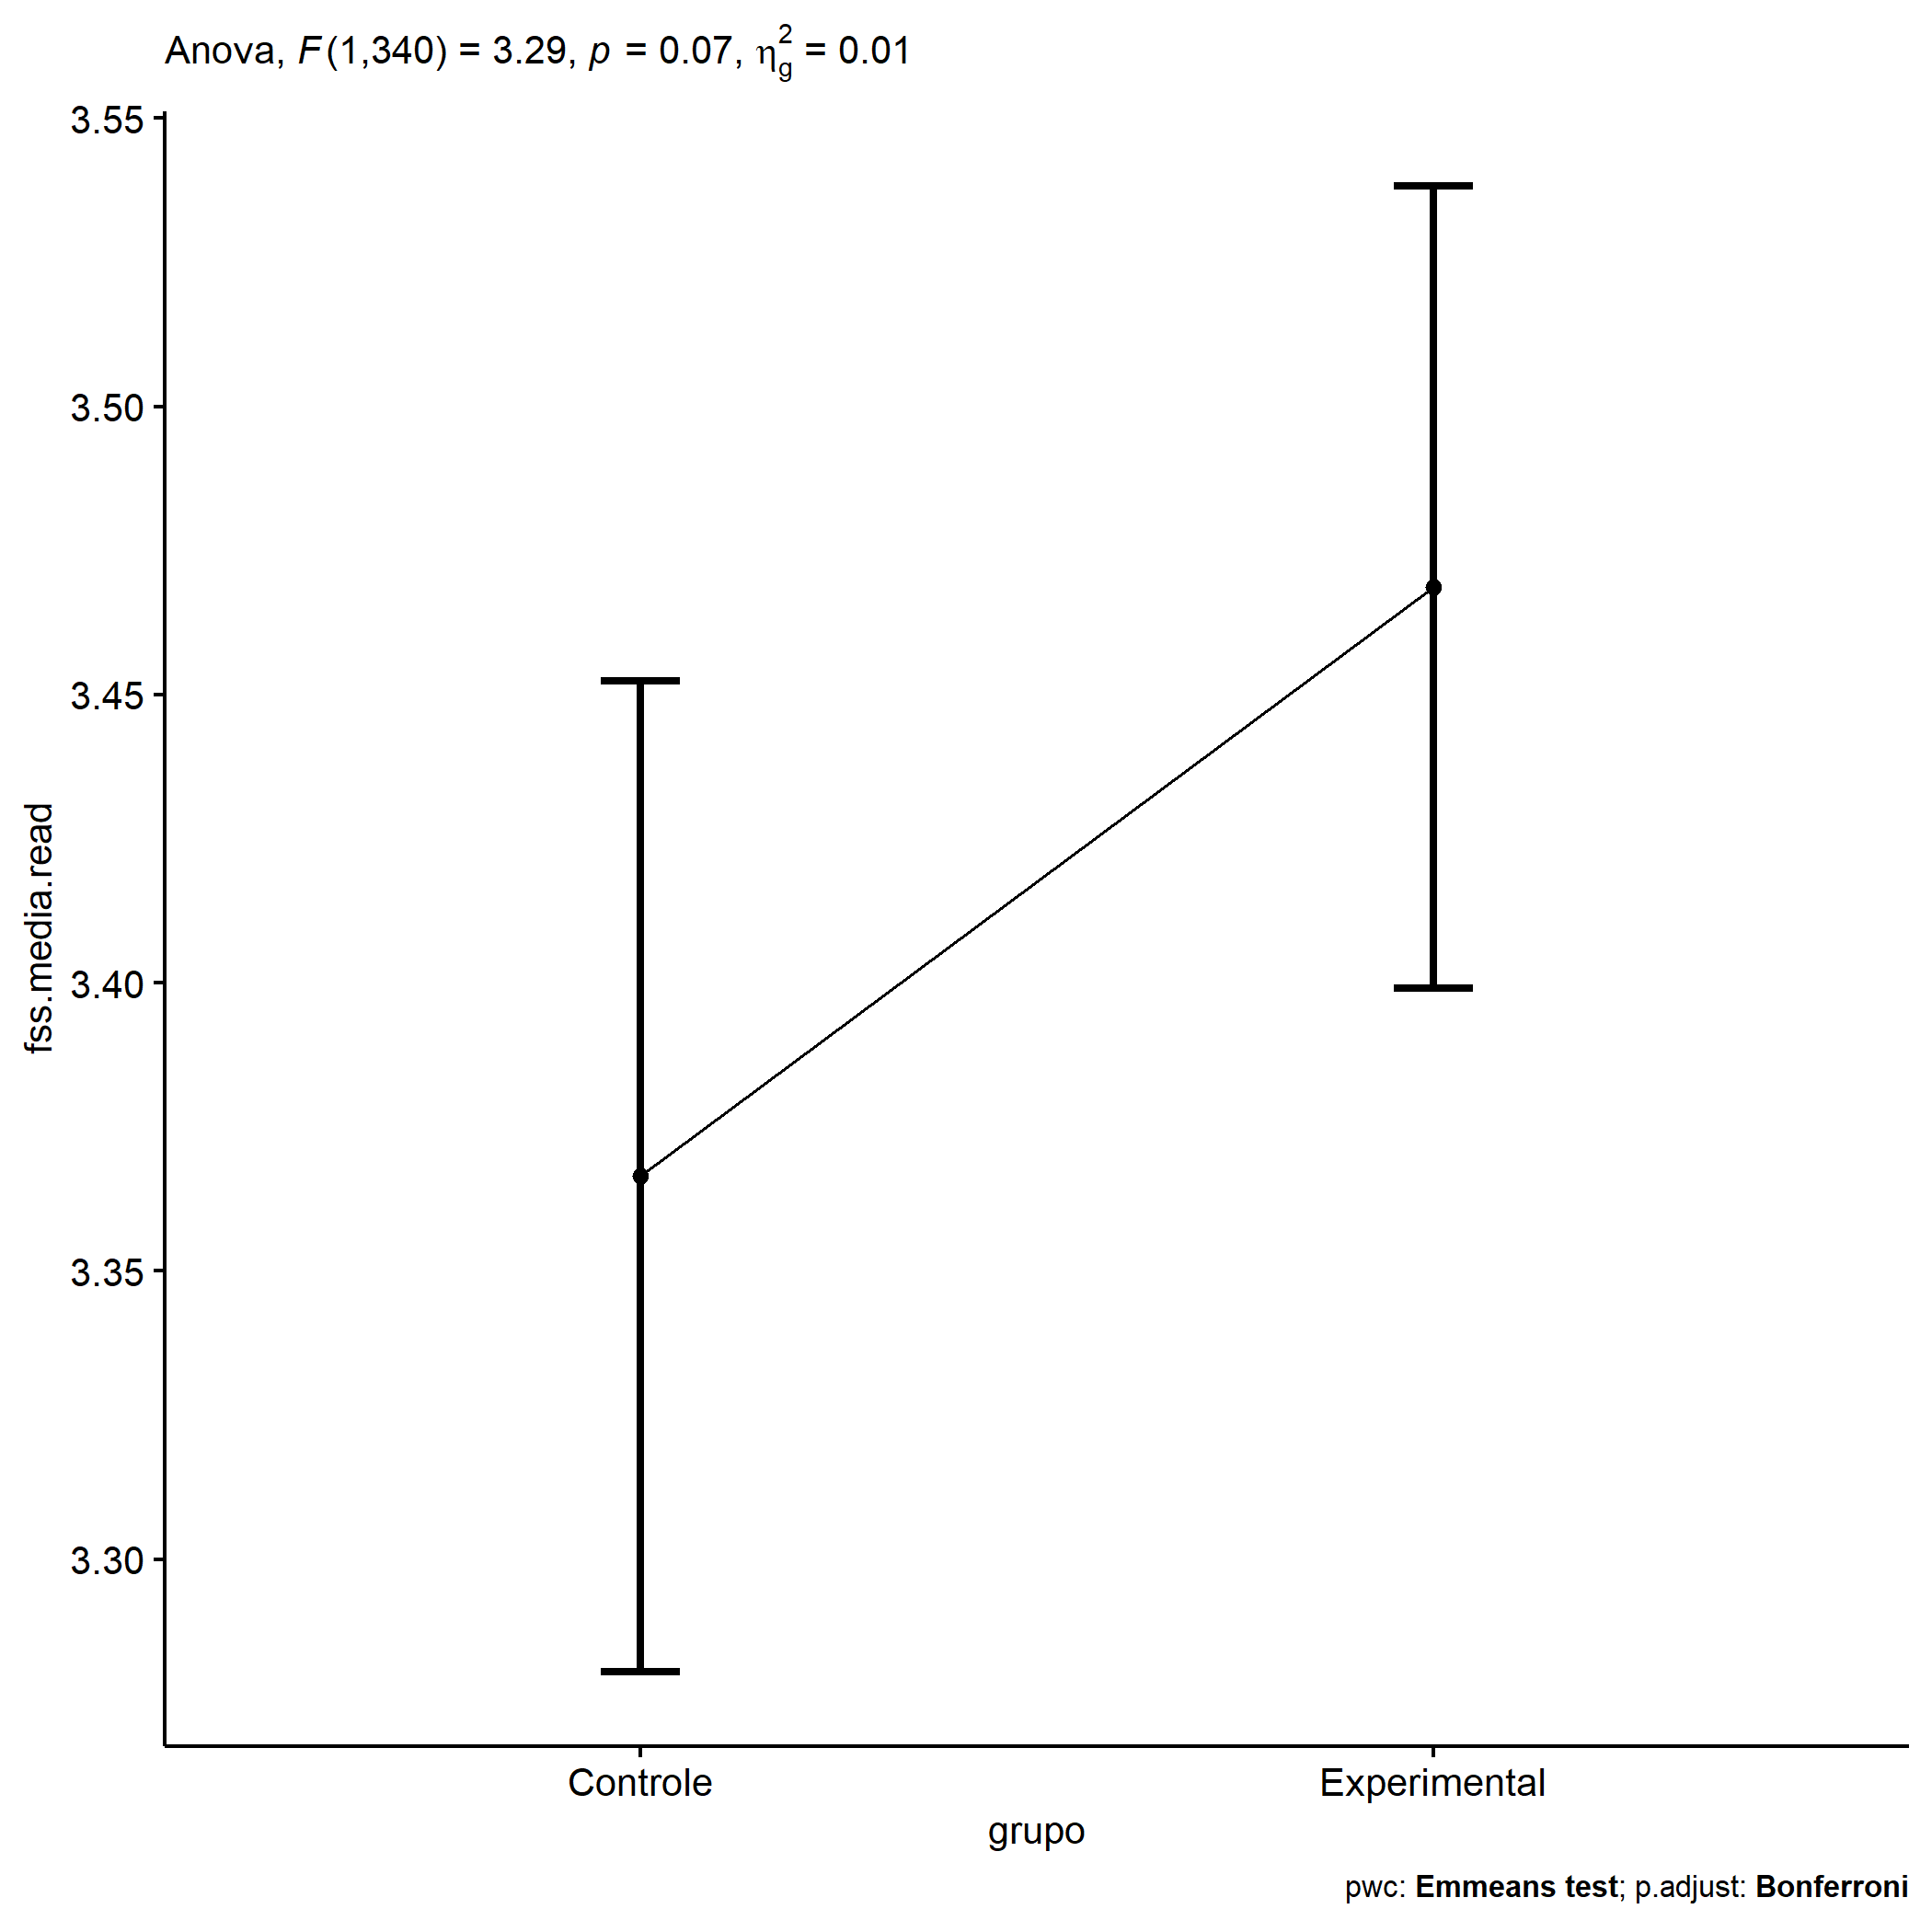 Anova, F(1,340) = 3.29, p = 0.07, η²g = 0.01
3.55
3.50
3.45
3.40
3.35
3.30
fss.media.read
Controle
Experimental
grupo
pwc: Emmeans test; p.adjust: Bonferroni